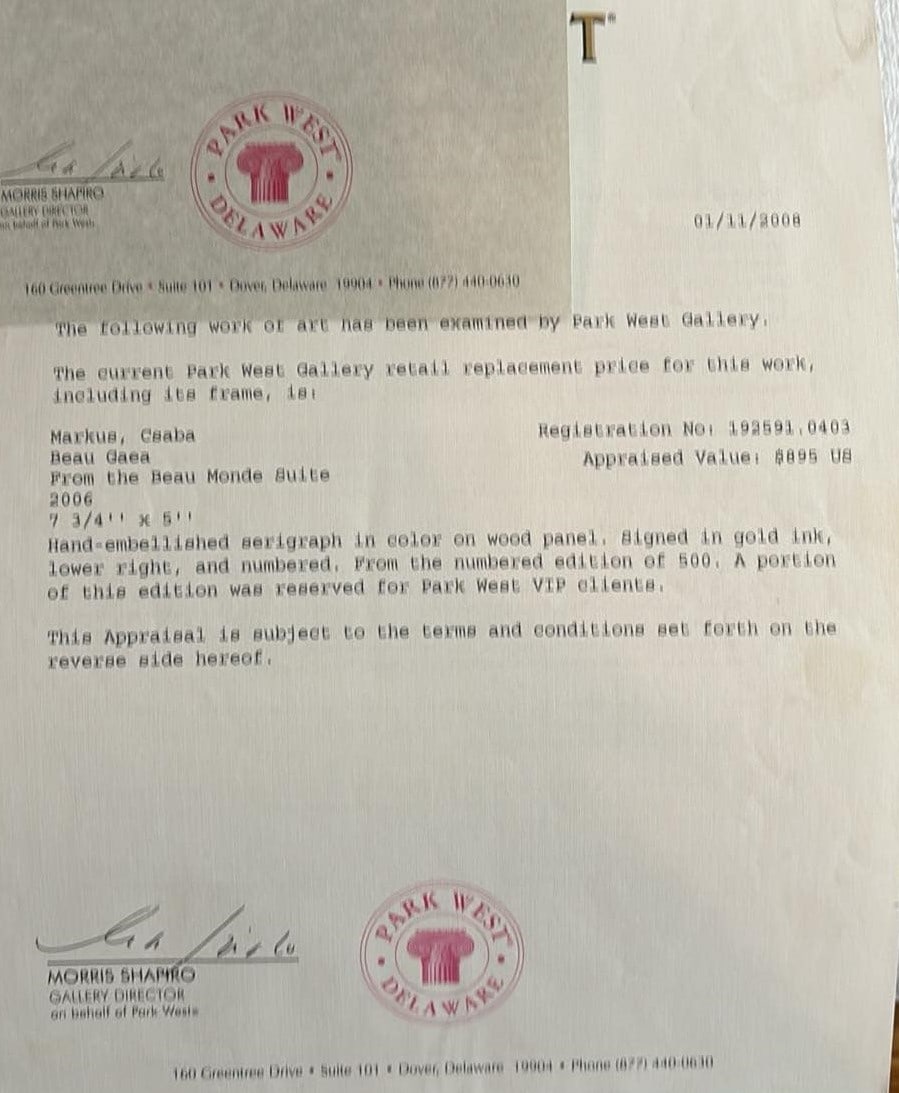 T
PARK WEST
DELAWARE
MORRIS SHAPIRO
GALLERY DIRECTOR
on behalf of Park West
01/11/2008
160 Greentree Drive • Suite 101 • Dover, Delaware 19904 • Phone (877) 440-0630
The following work of art has been examined by Park West Gallery.
The current Park West Gallery retail replacement price for this work,
including its frame, is:
Markus, Csaba
Registration No: 192591.0403
Beau Gaea
Appraised Value: $895 US
From the Beau Monde Suite
2006
7 3/4'' x 5''
Hand-embellished serigraph in color on wood panel. Signed in gold ink,
lower right, and numbered. From the numbered edition of 500. A portion
of this edition was reserved for Park West VIP clients.
This Appraisal is subject to the terms and conditions set forth on the
reverse side hereof.
PARK WEST
DELAWARE
MORRIS SHAPIRO
GALLERY DIRECTOR
on behalf of Park West
160 Greentree Drive • Suite 101 • Dover, Delaware 19904 • Phone (877) 440-0630